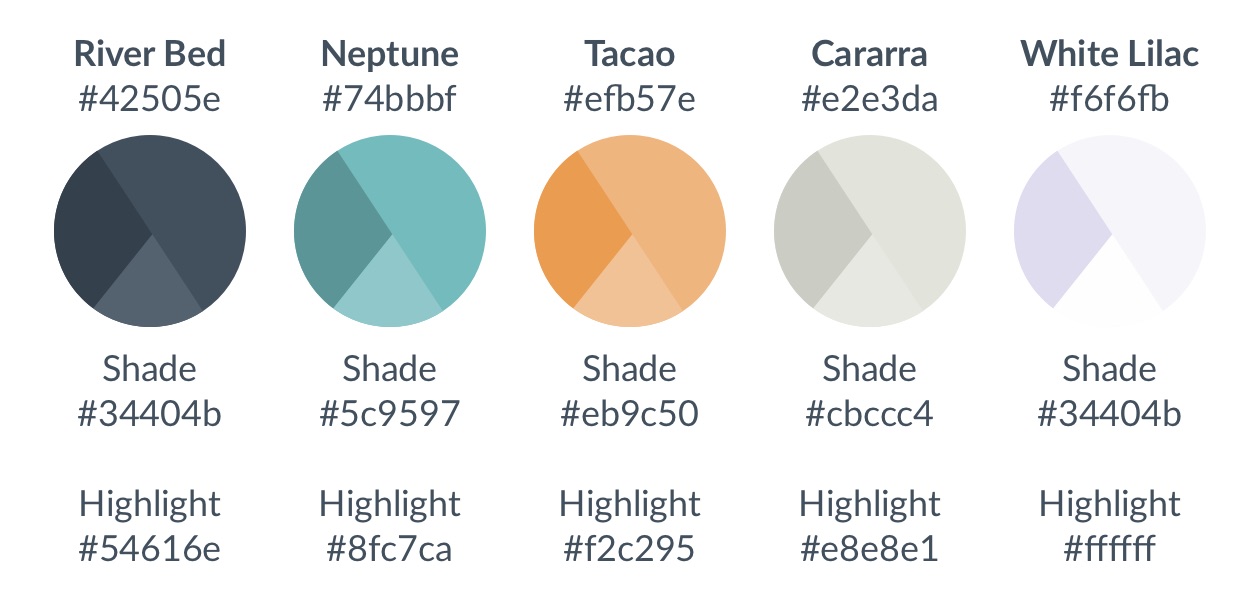 River Bed
#42505e
Neptune
#74bbbf
Tacao
#efb57e
Cararra
#e2e3da
White Lilac
#f6f6fb
Shade
#34404b
Shade
#5c9597
Shade
#eb9c50
Shade
#cbccc4
Shade
#34404b
Highlight
#54616e
Highlight
#8fc7ca
Highlight
#f2c295
Highlight
#e8e8e1
Highlight
#ffffff